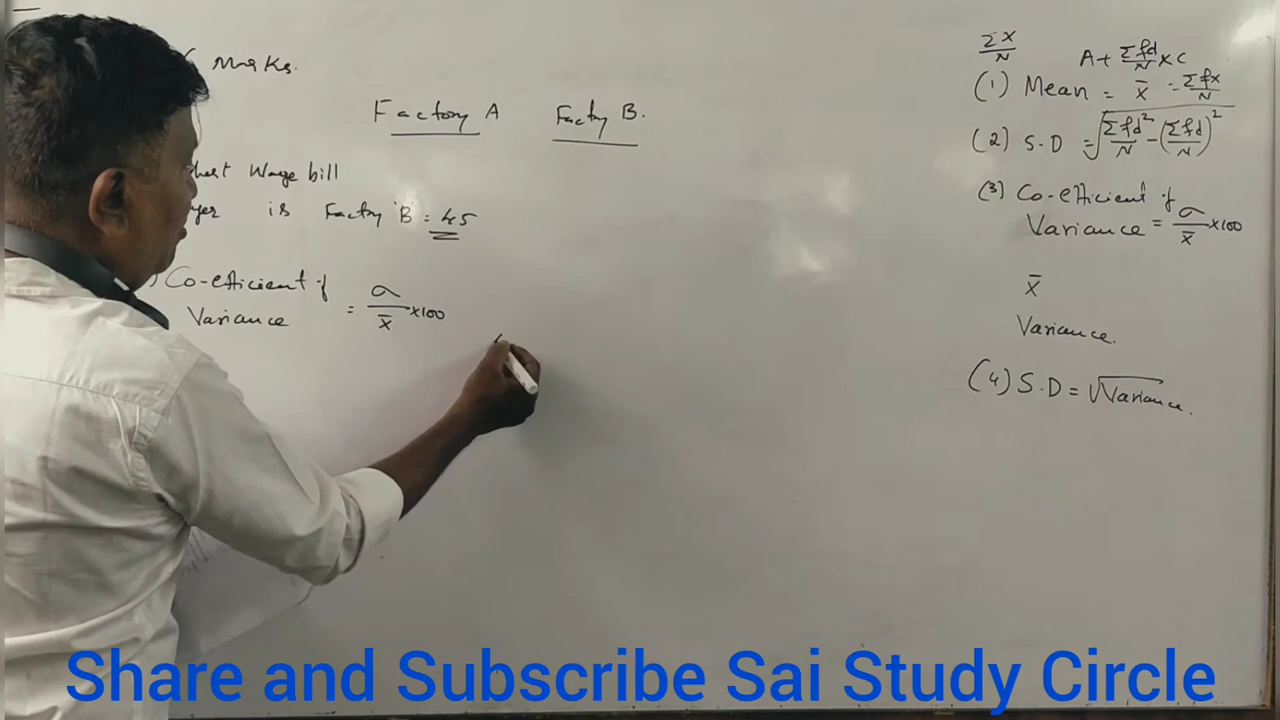 Marks.
Factory A Facty B.
Wage bill
is Factory B = 45
Co-efficient of
Variance = σ/x̄ ×100
Σx/N A+ Σfd/N ×C
(1) Mean = x̄ = Σfx/N
(2) S.D = √Σfd²/N - (Σfd/N)²
(3) Co-efficient of
Variance = σ/x̄ ×100
x̄
Variance.
(4) S.D = √Variance.
Share and Subscribe Sai Study Circle